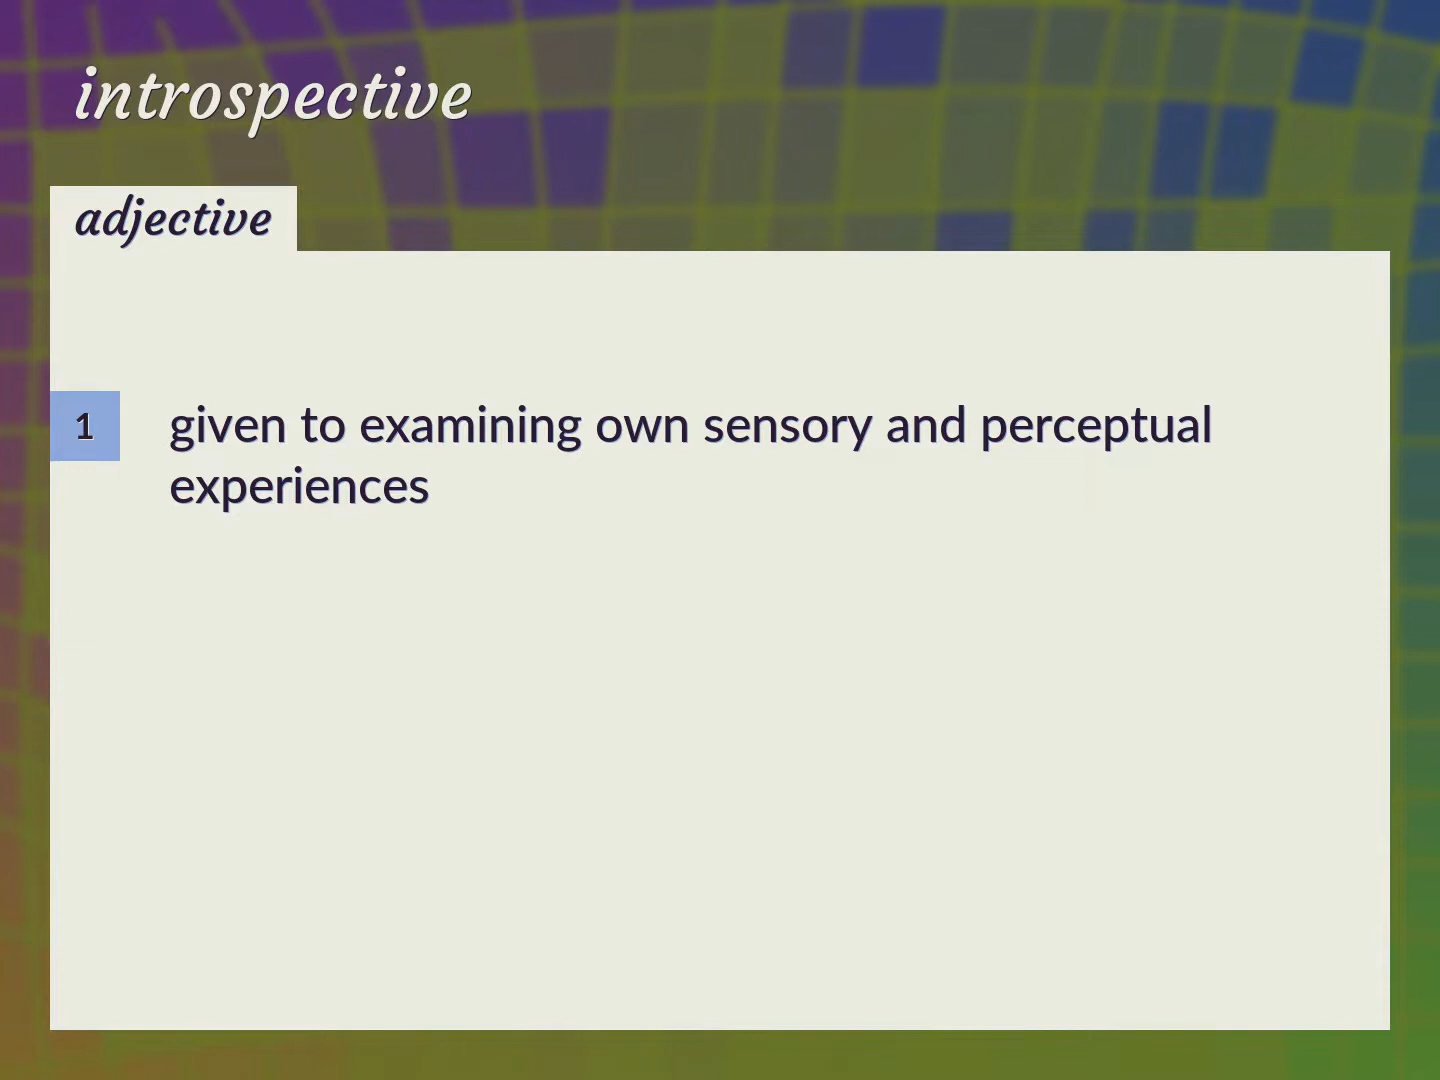 introspective
adjective
1
given to examining own sensory and perceptual
experiences